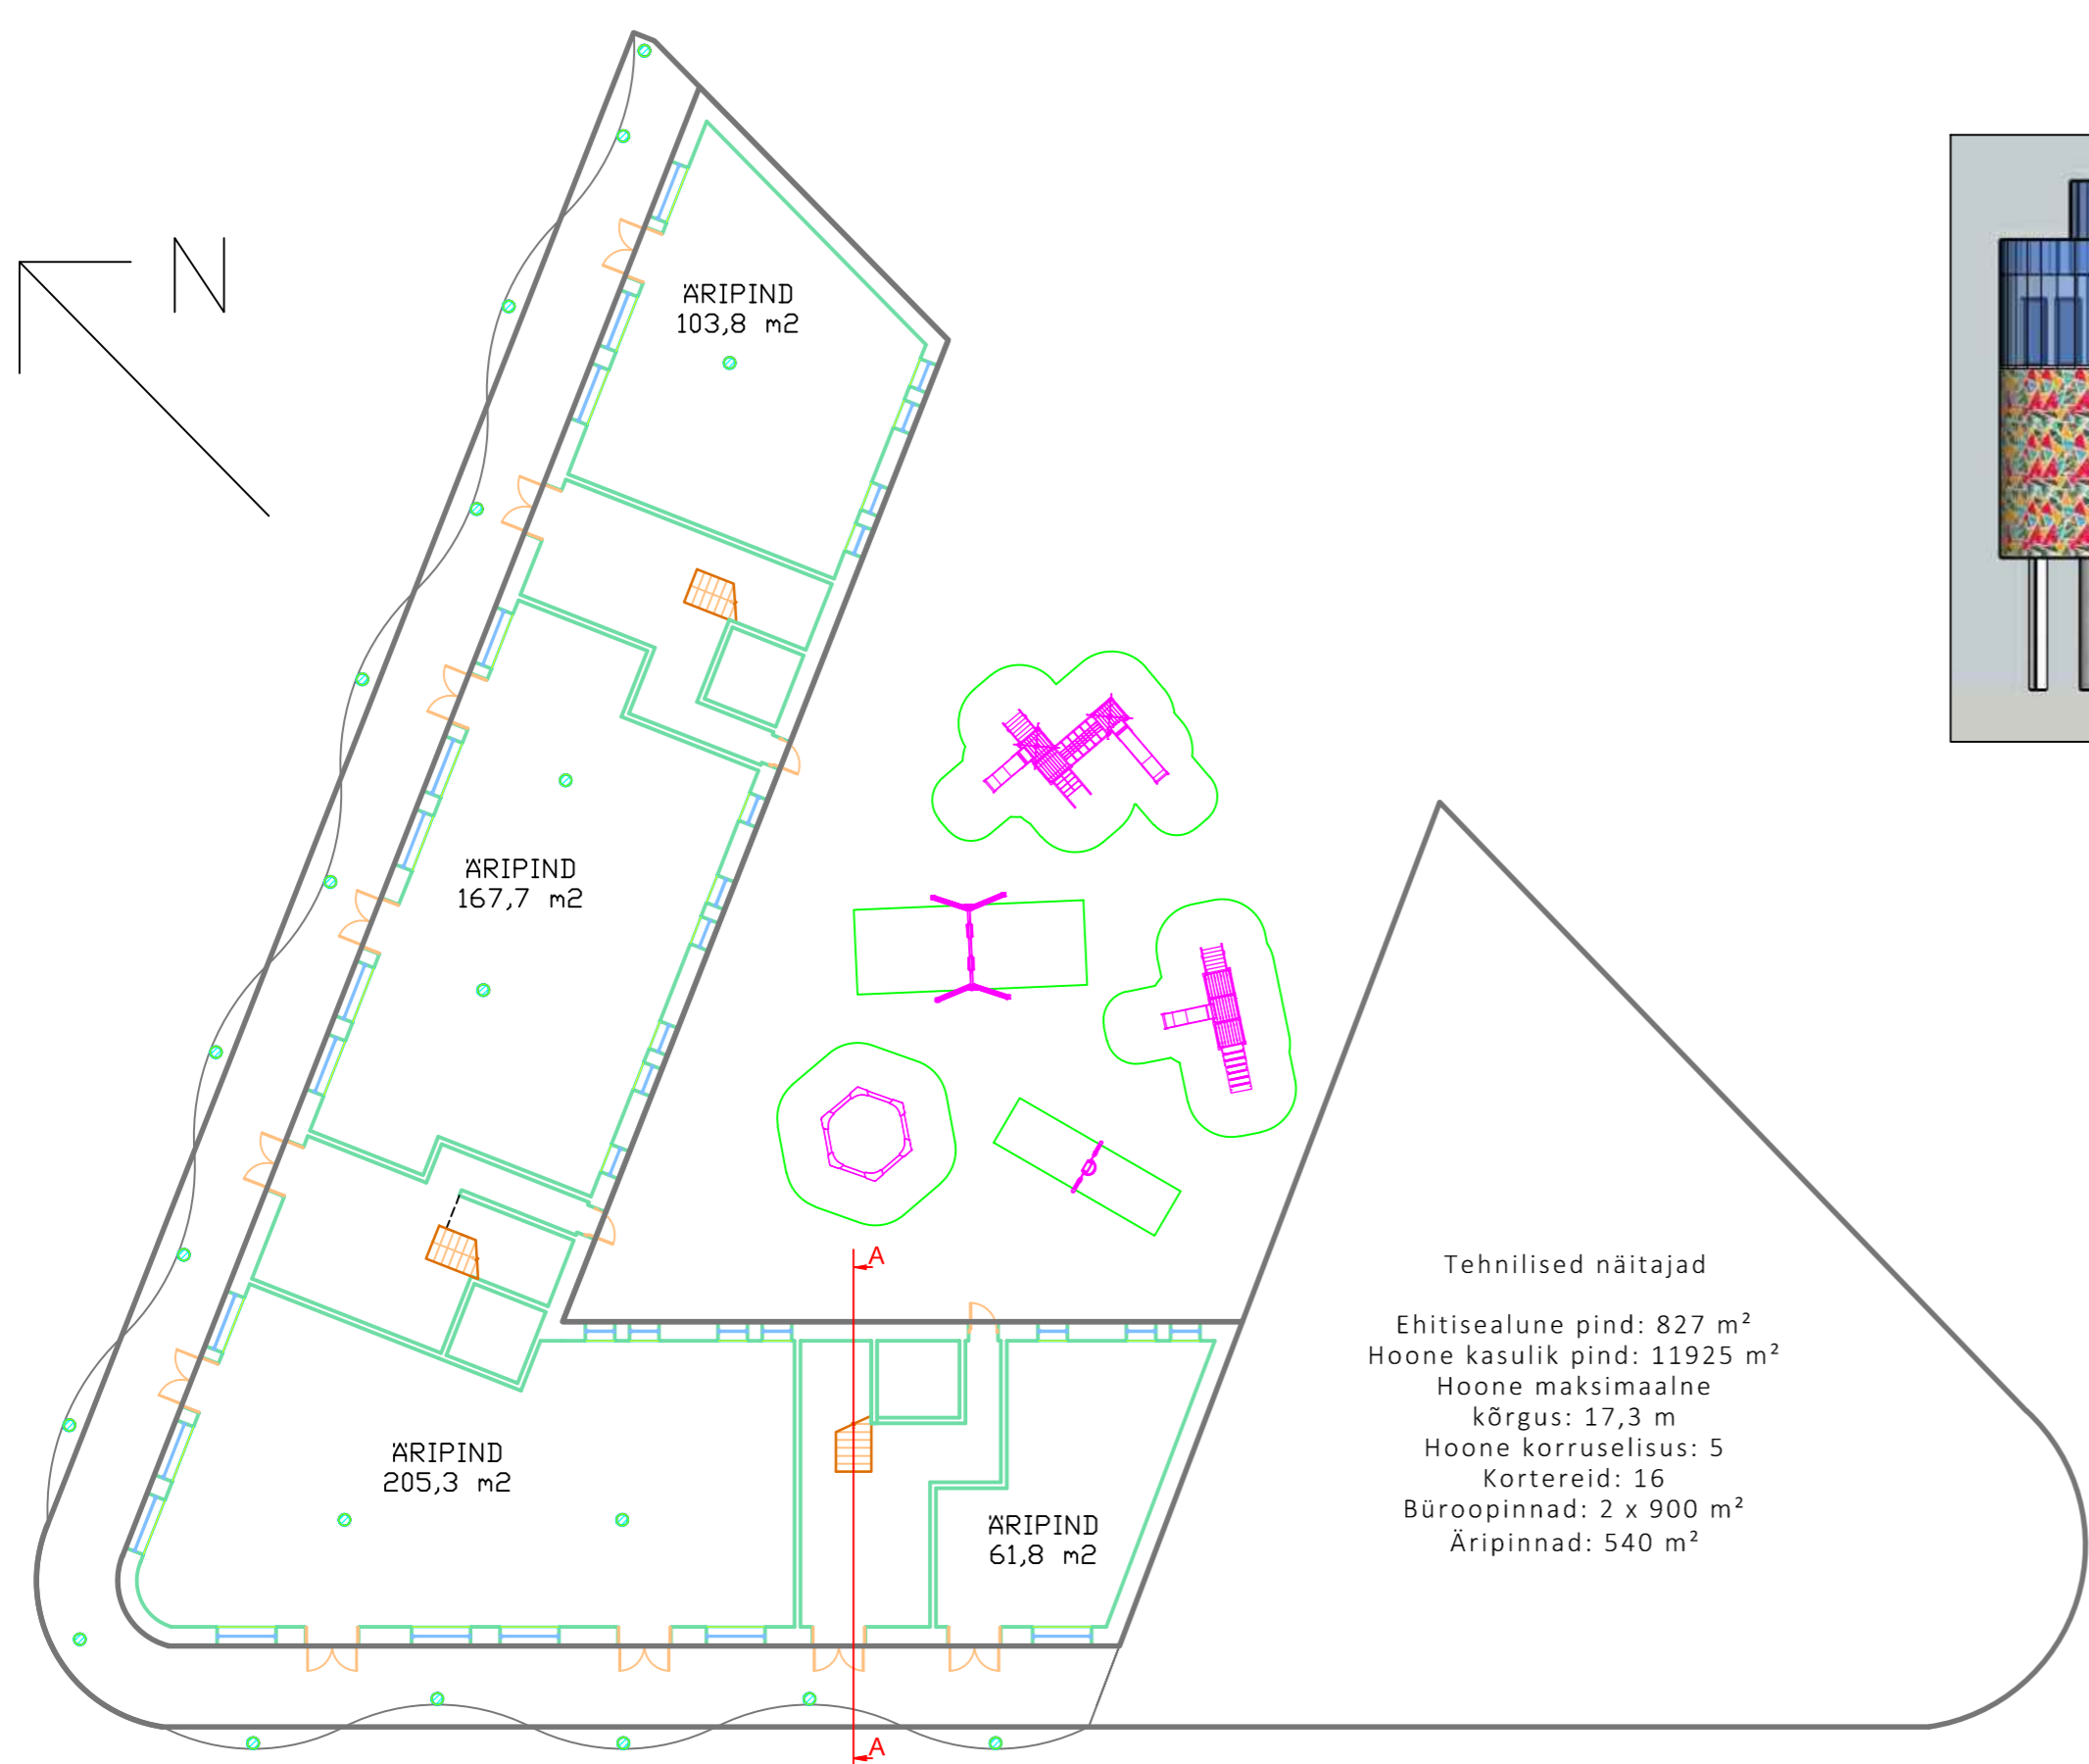 N
ÄRIPIND
103,8 m2
ÄRIPIND
167,7 m2
A
ÄRIPIND
205,3 m2
ÄRIPIND
61,8 m2
A
Tehnilised näitajad
Ehitisealune pind: 827 m²
Hoone kasulik pind: 11925 m²
Hoone maksimaalne
kõrgus: 17,3 m
Hoone korruselisus: 5
Kortereid: 16
Büroopinnad: 2 x 900 m²
Äripinnad: 540 m²